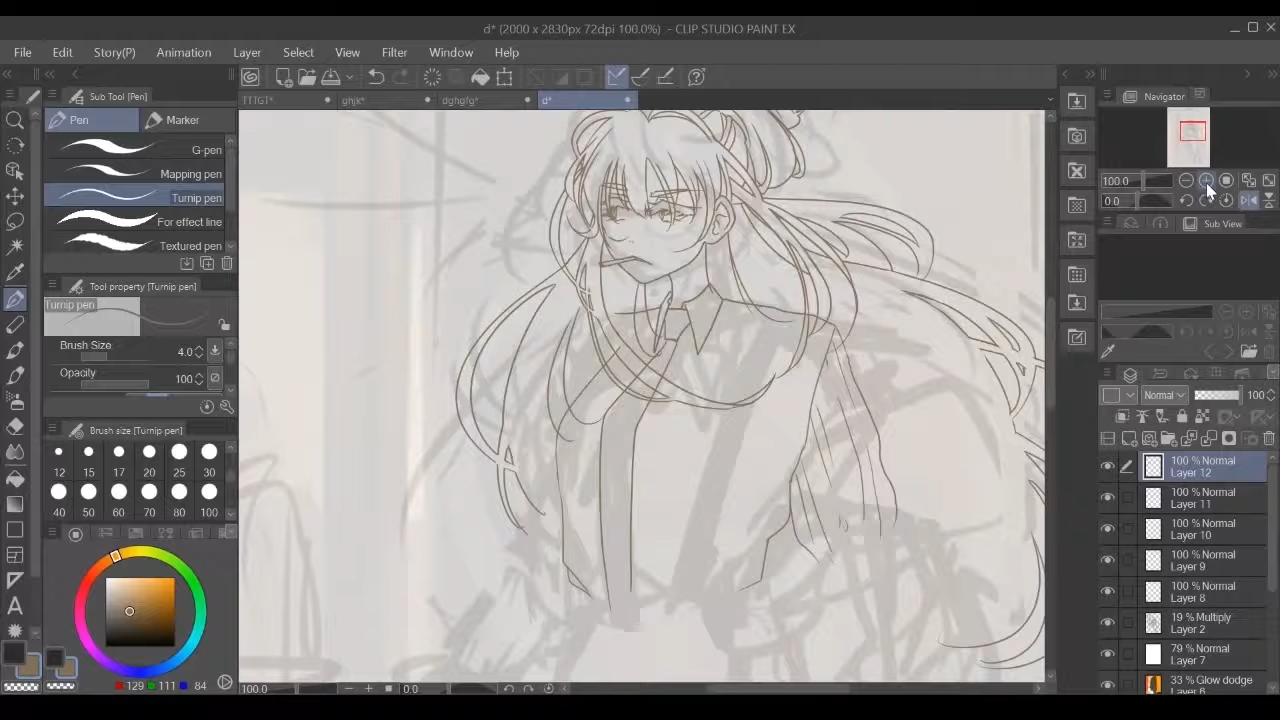 d* (2000 x 2830px 72dpi 100.0%) - CLIP STUDIO PAINT EX
File Edit Story(P) Animation Layer Select View Filter Window Help
Sub Tool [Pen]
Navigator
TTTGT* ghjk* dghgfg* d*
Pen Marker
G-pen
Mapping pen
Turnip pen
For effect line
Textured pen
100.0
0.0
Sub View
Tool property [Turnip pen]
Turnip pen
Brush Size 4.0
Opacity 100
Normal 100
Brush size [Turnip pen]
12 15 17 20 25 30
40 50 60 70 80 100
100 % Normal
Layer 12
100 % Normal
Layer 11
100 % Normal
Layer 10
100 % Normal
Layer 9
100 % Normal
Layer 8
19 % Multiply
Layer 2
79 % Normal
Layer 7
33 % Glow dodge
Layer 6
129 111 84
100.0 0.0